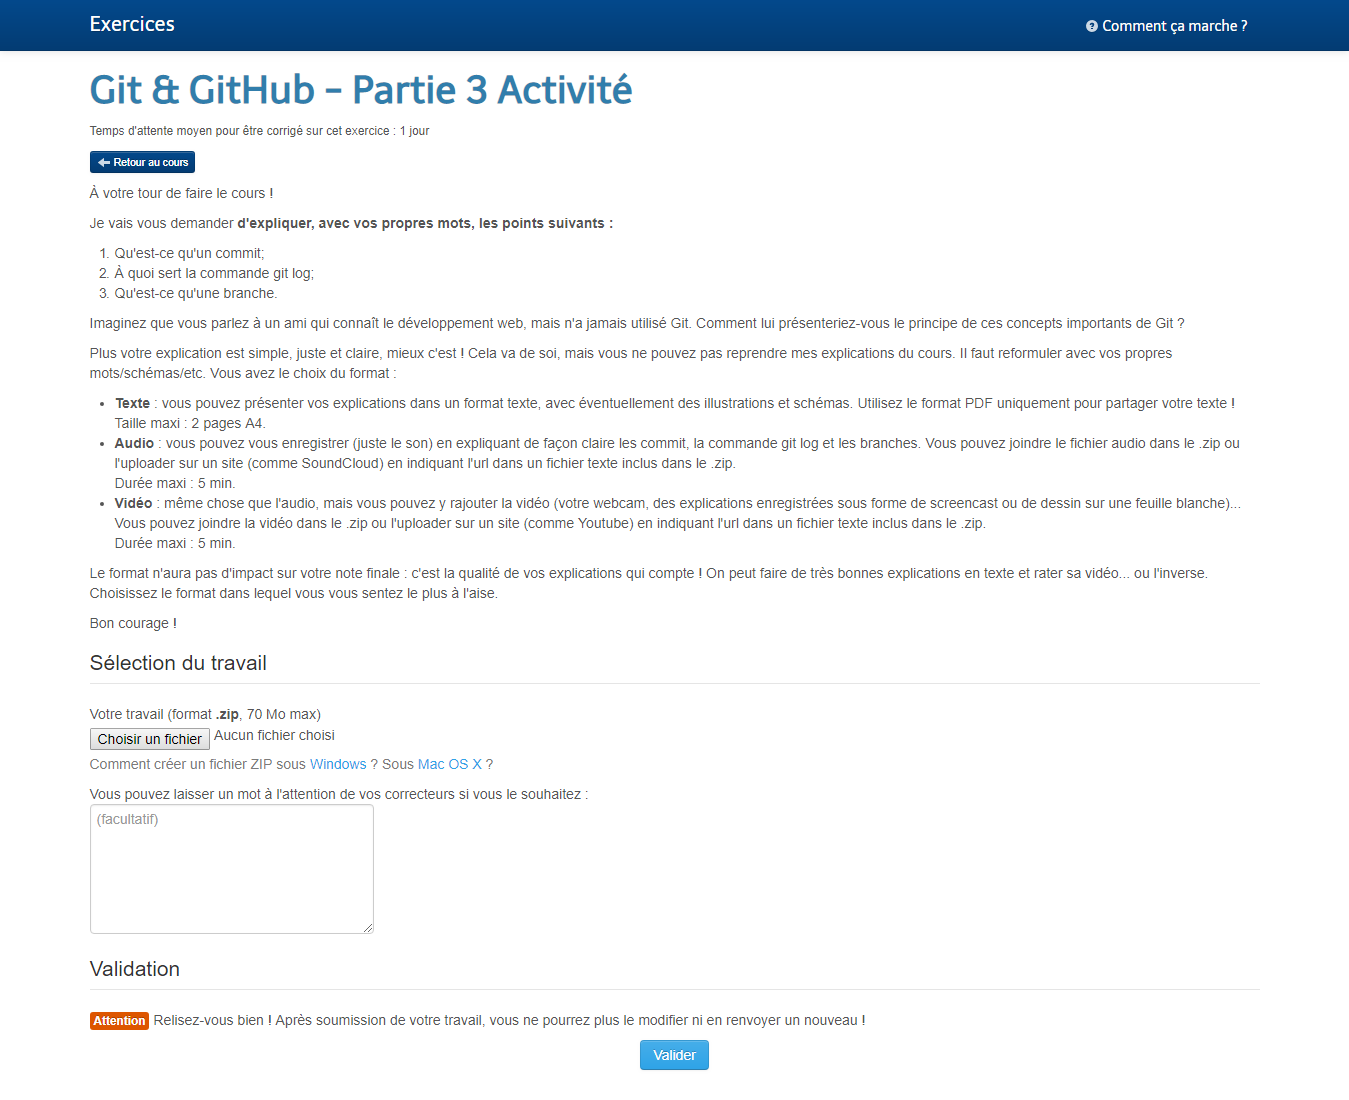 Exercices
Comment ça marche ?
Git & GitHub - Partie 3 Activité
Temps d'attente moyen pour être corrigé sur cet exercice : 1 jour
Retour au cours
À votre tour de faire le cours !
Je vais vous demander d'expliquer, avec vos propres mots, les points suivants :
1. Qu'est-ce qu'un commit;
2. À quoi sert la commande git log;
3. Qu'est-ce qu'une branche.
Imaginez que vous parlez à un ami qui connaît le développement web, mais n'a jamais utilisé Git. Comment lui présenteriez-vous le principe de ces concepts importants de Git ?
Plus votre explication est simple, juste et claire, mieux c'est ! Cela va de soi, mais vous ne pouvez pas reprendre mes explications du cours. Il faut reformuler avec vos propres
mots/schémas/etc. Vous avez le choix du format :
• Texte : vous pouvez présenter vos explications dans un format texte, avec éventuellement des illustrations et schémas. Utilisez le format PDF uniquement pour partager votre texte !
Taille maxi : 2 pages A4.
• Audio : vous pouvez vous enregistrer (juste le son) en expliquant de façon claire les commit, la commande git log et les branches. Vous pouvez joindre le fichier audio dans le .zip ou
l'uploader sur un site (comme SoundCloud) en indiquant l'url dans un fichier texte inclus dans le .zip.
Durée maxi : 5 min.
• Vidéo : même chose que l'audio, mais vous pouvez y rajouter la vidéo (votre webcam, des explications enregistrées sous forme de screencast ou de dessin sur une feuille blanche)...
Vous pouvez joindre la vidéo dans le .zip ou l'uploader sur un site (comme Youtube) en indiquant l'url dans un fichier texte inclus dans le .zip.
Durée maxi : 5 min.
Le format n'aura pas d'impact sur votre note finale : c'est la qualité de vos explications qui compte ! On peut faire de très bonnes explications en texte et rater sa vidéo... ou l'inverse.
Choisissez le format dans lequel vous vous sentez le plus à l'aise.
Bon courage !
Sélection du travail
Votre travail (format .zip, 70 Mo max)
Choisir un fichier Aucun fichier choisi
Comment créer un fichier ZIP sous Windows ? Sous Mac OS X ?
Vous pouvez laisser un mot à l'attention de vos correcteurs si vous le souhaitez :
(facultatif)
Validation
Attention Relisez-vous bien ! Après soumission de votre travail, vous ne pourrez plus le modifier ni en renvoyer un nouveau !
Valider